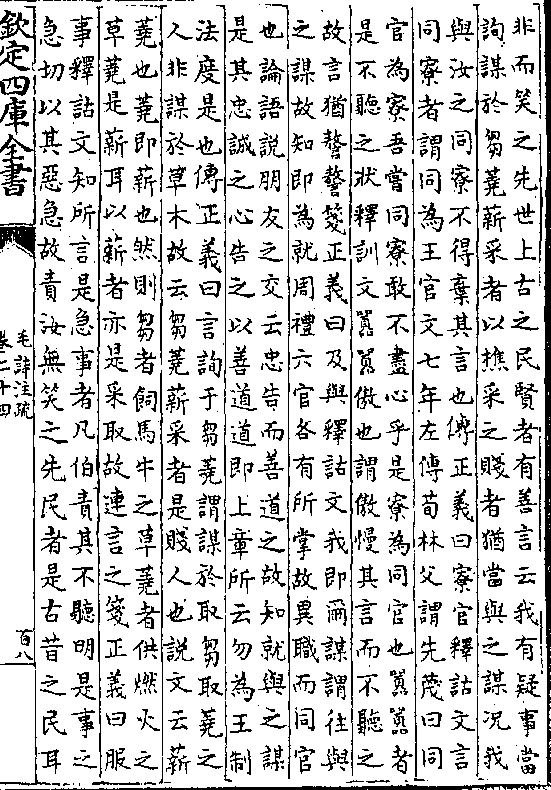 非而笑之先世上古之民賢者有善言云我有疑事當
詢謀於芻蕘薪采者以樵采之賤者猶當與之謀況我
與汝之同寮不得棄其言也傳正義曰寮官釋詁文言
同寮者謂同為王官文七年左傳荀林父謂先蔑曰同
官為寮吾嘗同寮敢不盡心乎是寮為同官也嚻嚻者
是不聽之狀釋訓文嚻嚻傲也謂傲慢其言而不聽之
故言猶謷謷箋正義曰及與釋詁文我即爾謀謂往與
之謀故知即為就周禮六官各有所掌故異職而同官
也論語說朋友之交云忠告而善道之故知就與之謀
是其忠誠之心告之以善道道即上章所云勿為王制
法度是也傳正義曰言詢于芻蕘謂謀於取芻取蕘之
人非謀於草木故云芻蕘薪采者是賤人也說文云薪
蕘也蕘即薪也然則芻者飼馬牛之草蕘者供燃火之
草蕘是薪耳以薪者亦是采取故連言之箋正義曰服
事釋詁文知所言是急事者凡伯責其不聽明是事之
急切以其惡急故責汝無笑之先民者是古昔之民耳
欽定四庫全書
毛詩注疏
卷二十四
百八